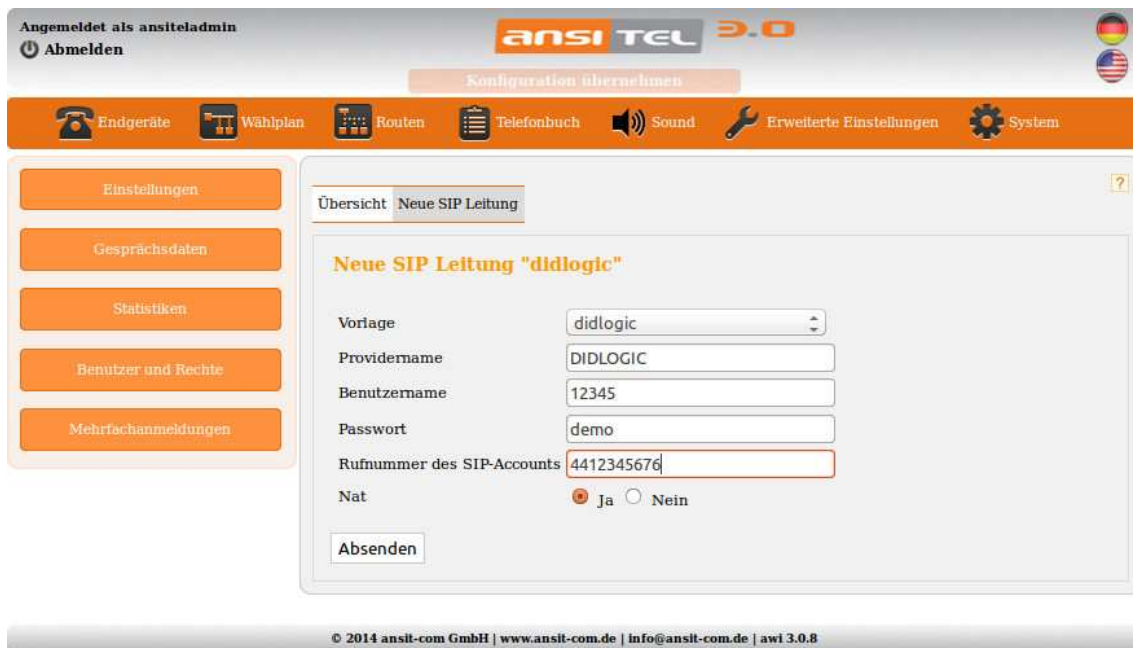 Angemeldet als ansiteladmin
Abmelden
ansi TEL 3.0
Konfiguration übernehmen
Endgeräte Wählplan Routen Telefonbuch Sound Erweiterte Einstellungen System
Einstellungen
Gesprächsdaten
Statistiken
Benutzer und Rechte
Mehrfachanmeldungen
?
Übersicht Neue SIP Leitung
Neue SIP Leitung "didlogic"
Vorlage didlogic
Providername DIDLOGIC
Benutzername 12345
Passwort demo
Rufnummer des SIP-Accounts 4412345676
Nat Ja Nein
Absenden
© 2014 ansit-com GmbH | www.ansit-com.de | info@ansit-com.de | awi 3.0.8